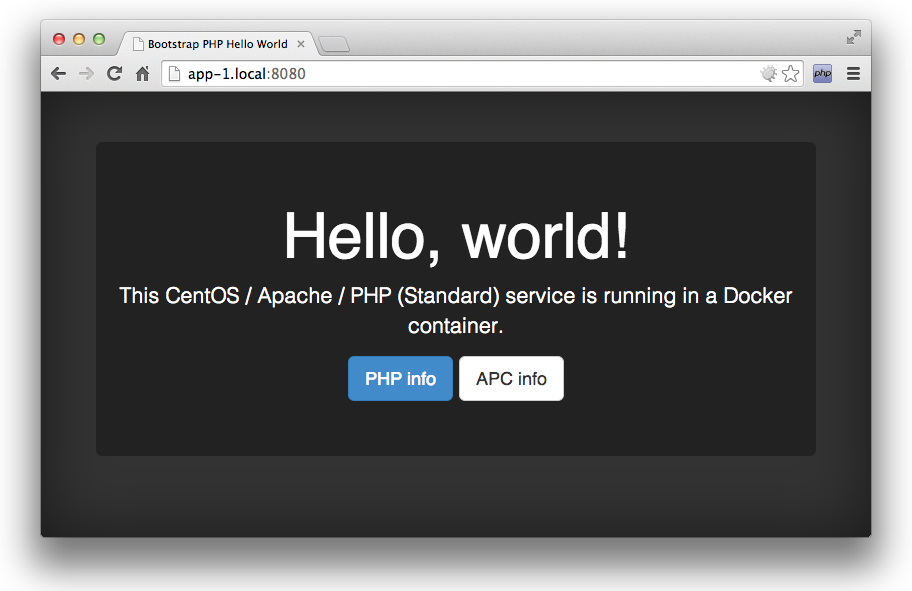 Bootstrap PHP Hello World
app-1.local:8080
php
Hello, world!
This CentOS / Apache / PHP (Standard) service is running in a Docker
container.
PHP info
APC info